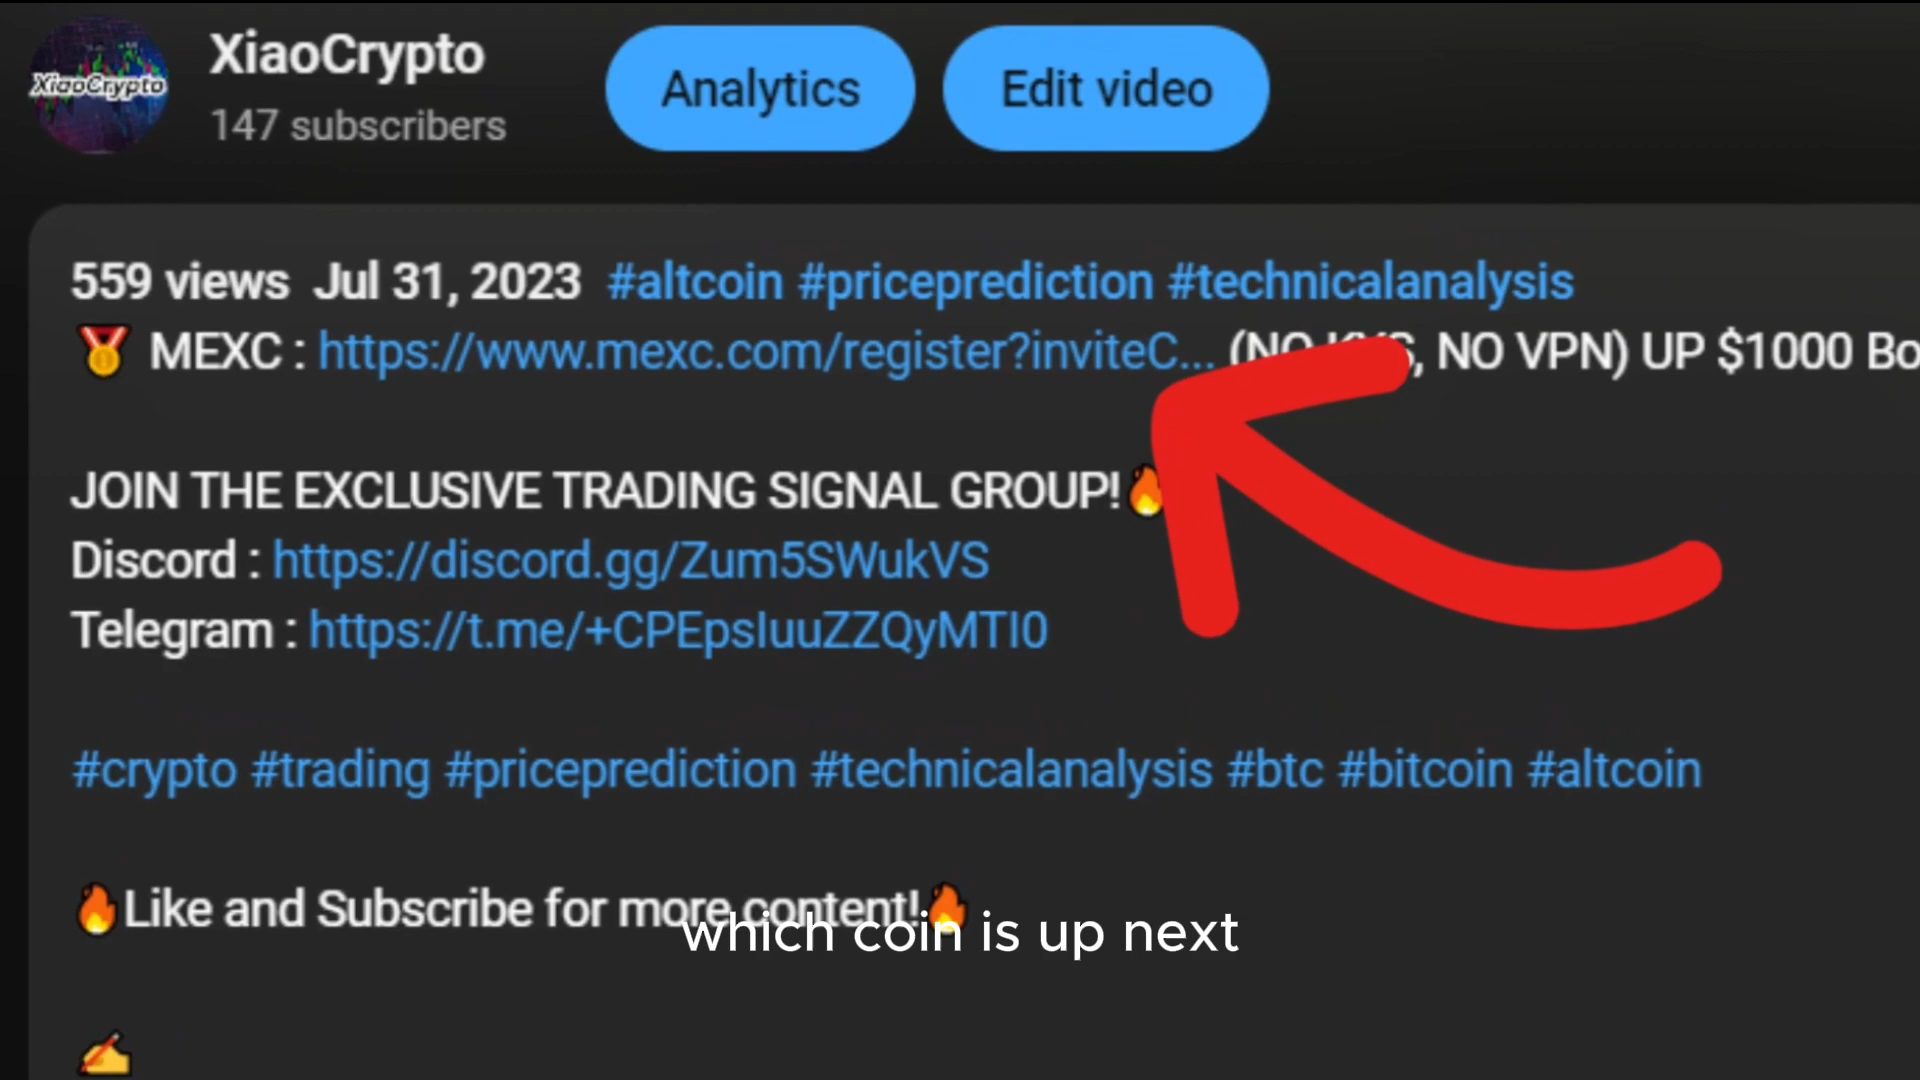 XiaoCrypto
XiaoCrypto
147 subscribers
Analytics
Edit video
559 views Jul 31, 2023 #altcoin #priceprediction #technicalanalysis
🏅 MEXC : https://www.mexc.com/register?inviteC... (NO KYS, NO VPN) UP $1000 Bo
JOIN THE EXCLUSIVE TRADING SIGNAL GROUP!🔥
Discord : https://discord.gg/Zum5SWukVS
Telegram : https://t.me/+CPEpsIuuZZQyMTI0
#crypto #trading #priceprediction #technicalanalysis #btc #bitcoin #altcoin
🔥Like and Subscribe for more content!🔥
which coin is up next
✍